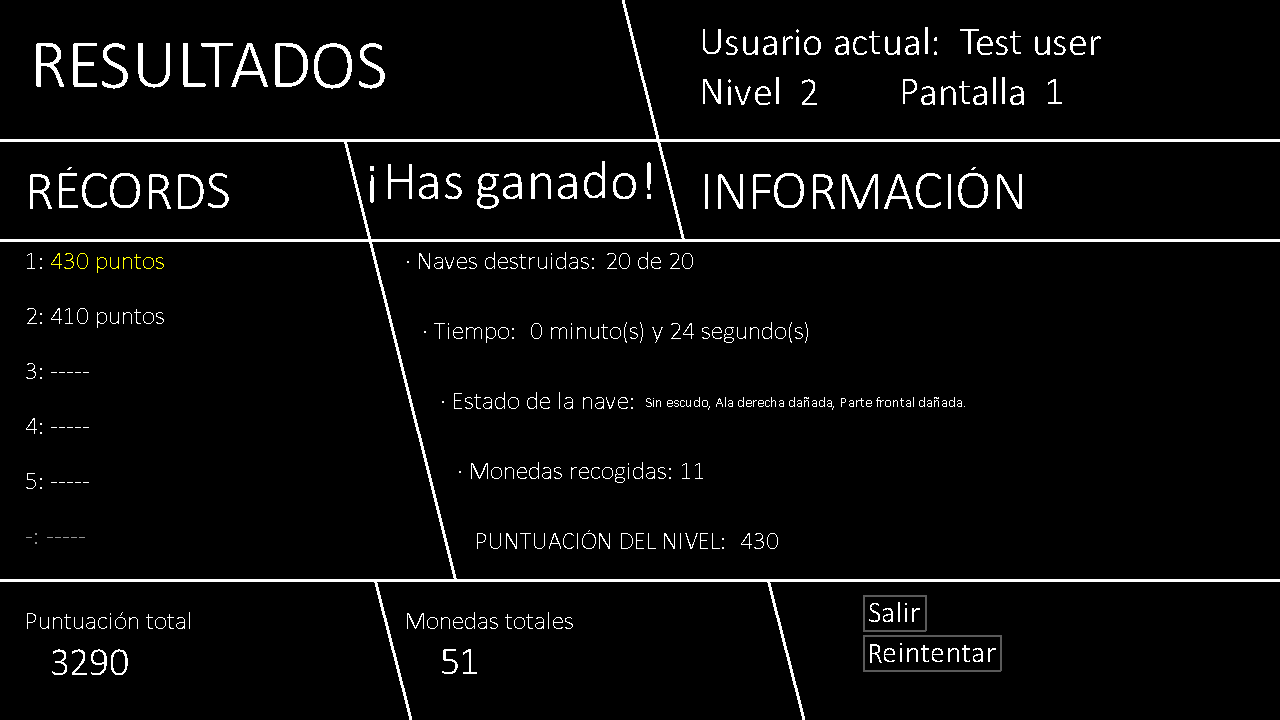 RESULTADOS
Usuario actual: Test user
Nivel 2 Pantalla 1
RÉCORDS
¡Has ganado!
INFORMACIÓN
1: 430 puntos
2: 410 puntos
3: -----
4: -----
5: -----
-: -----
· Naves destruidas: 20 de 20
· Tiempo: 0 minuto(s) y 24 segundo(s)
· Estado de la nave: Sin escudo, Ala derecha dañada, Parte frontal dañada.
· Monedas recogidas: 11
PUNTUACIÓN DEL NIVEL: 430
Puntuación total
3290
Monedas totales
51
Salir
Reintentar